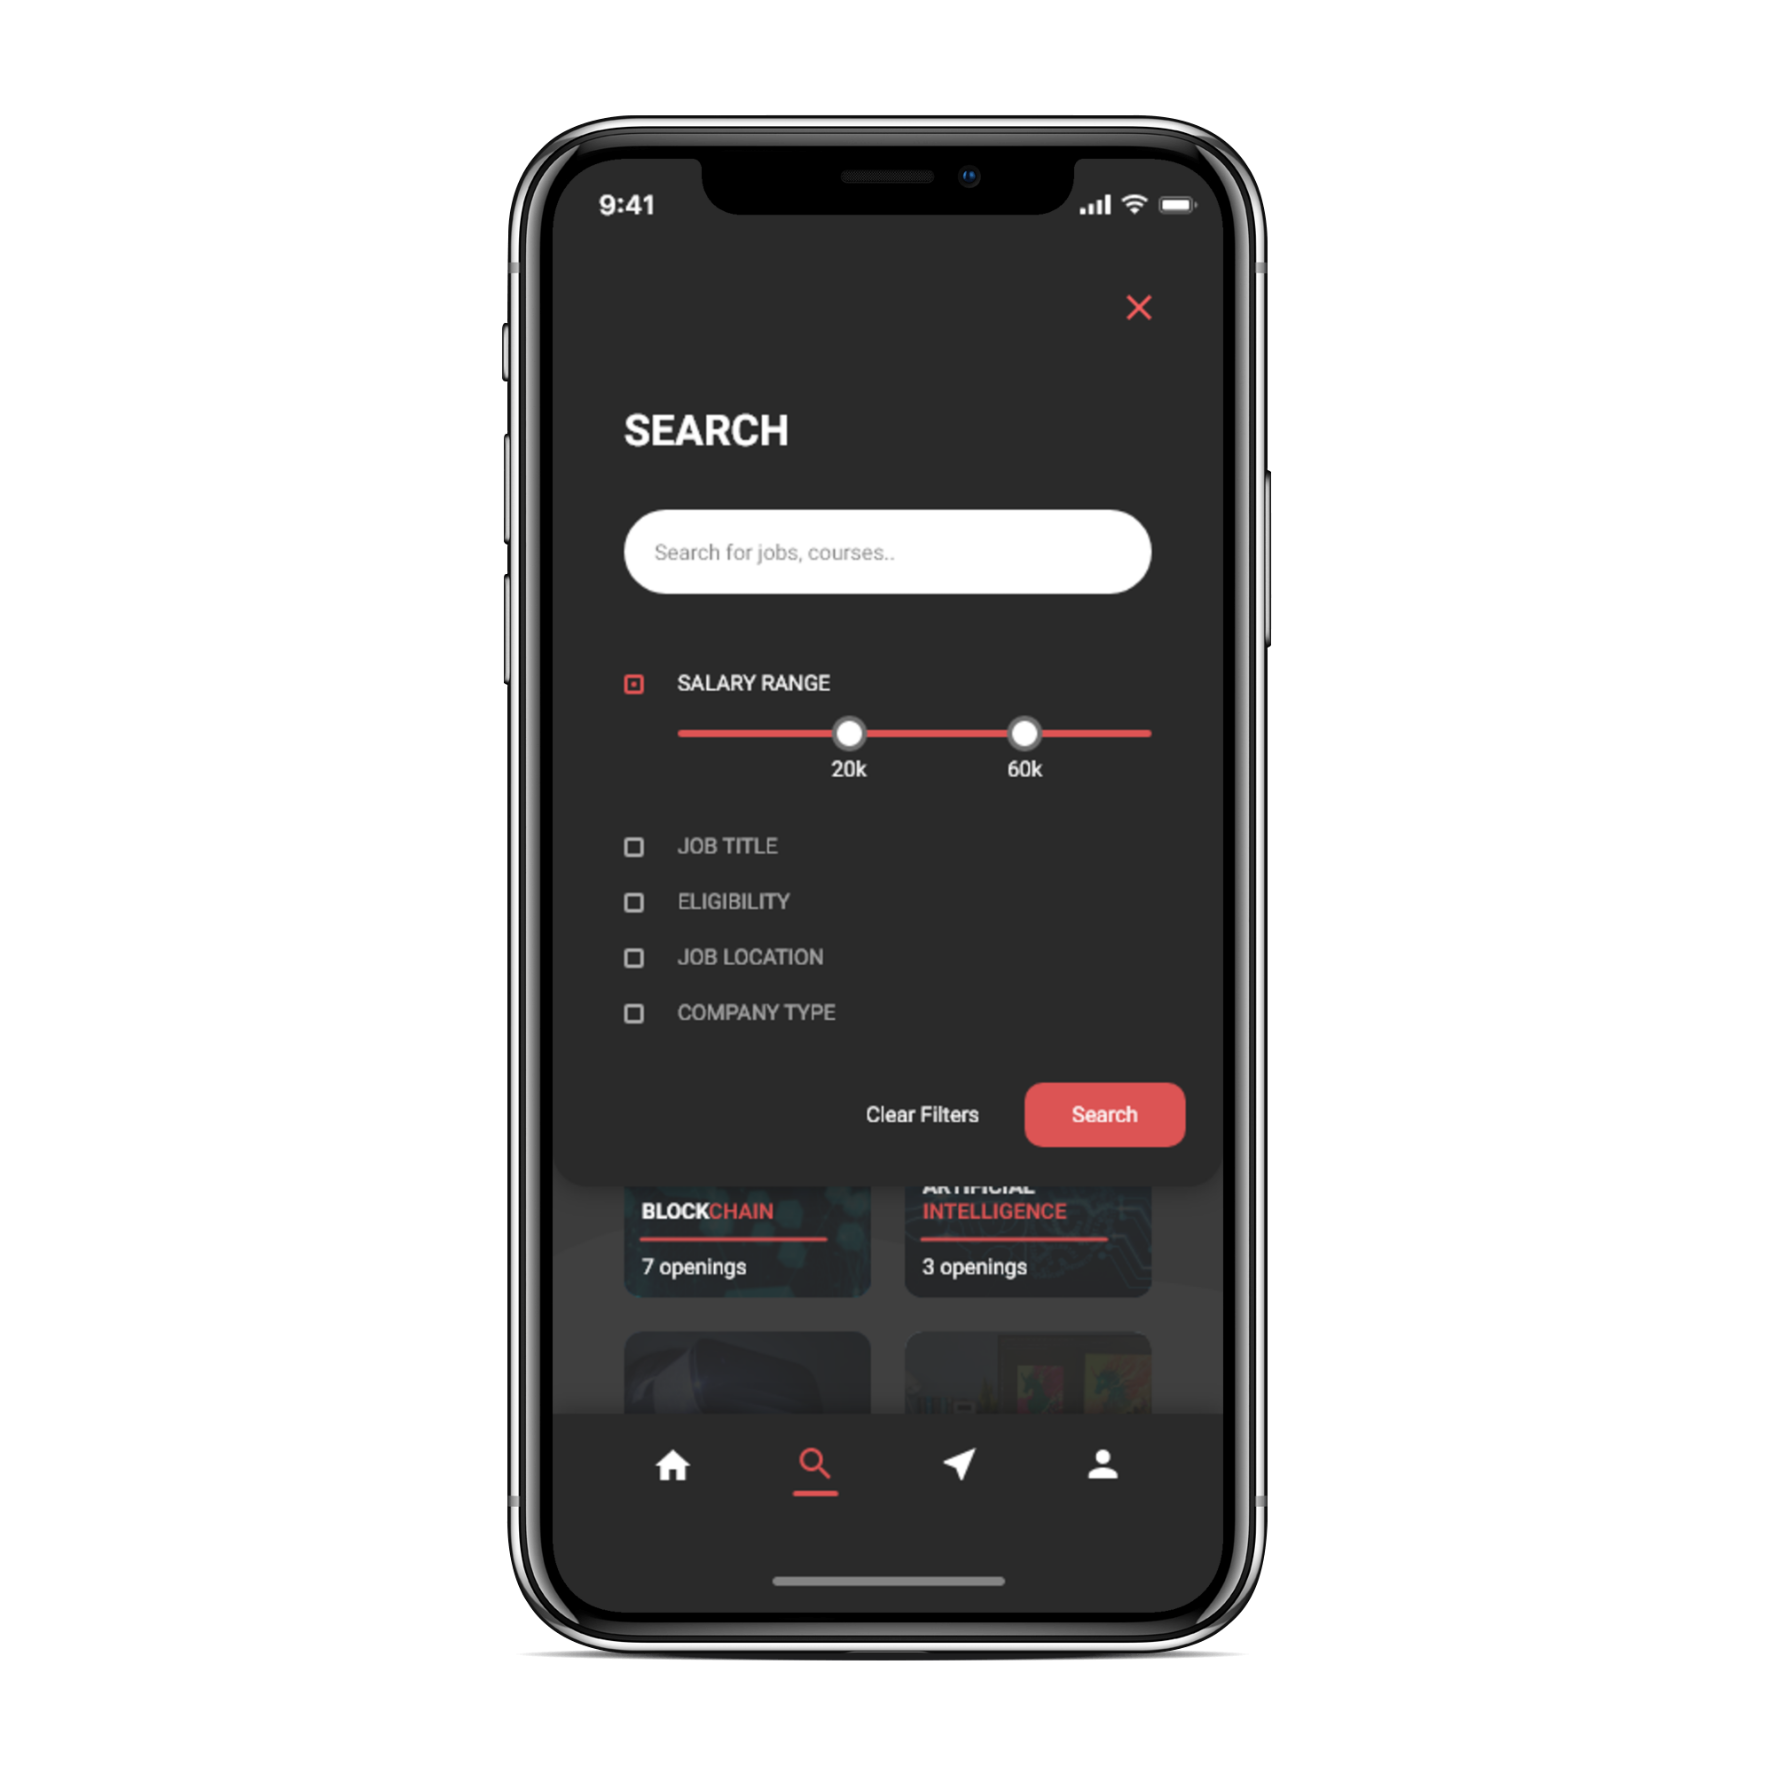 9:41
SEARCH
Search for jobs, courses..
SALARY RANGE
20k 60k
JOB TITLE
ELIGIBILITY
JOB LOCATION
COMPANY TYPE
Clear Filters Search
BLOCKCHAIN
7 openings
ARTIFICIAL
INTELLIGENCE
3 openings